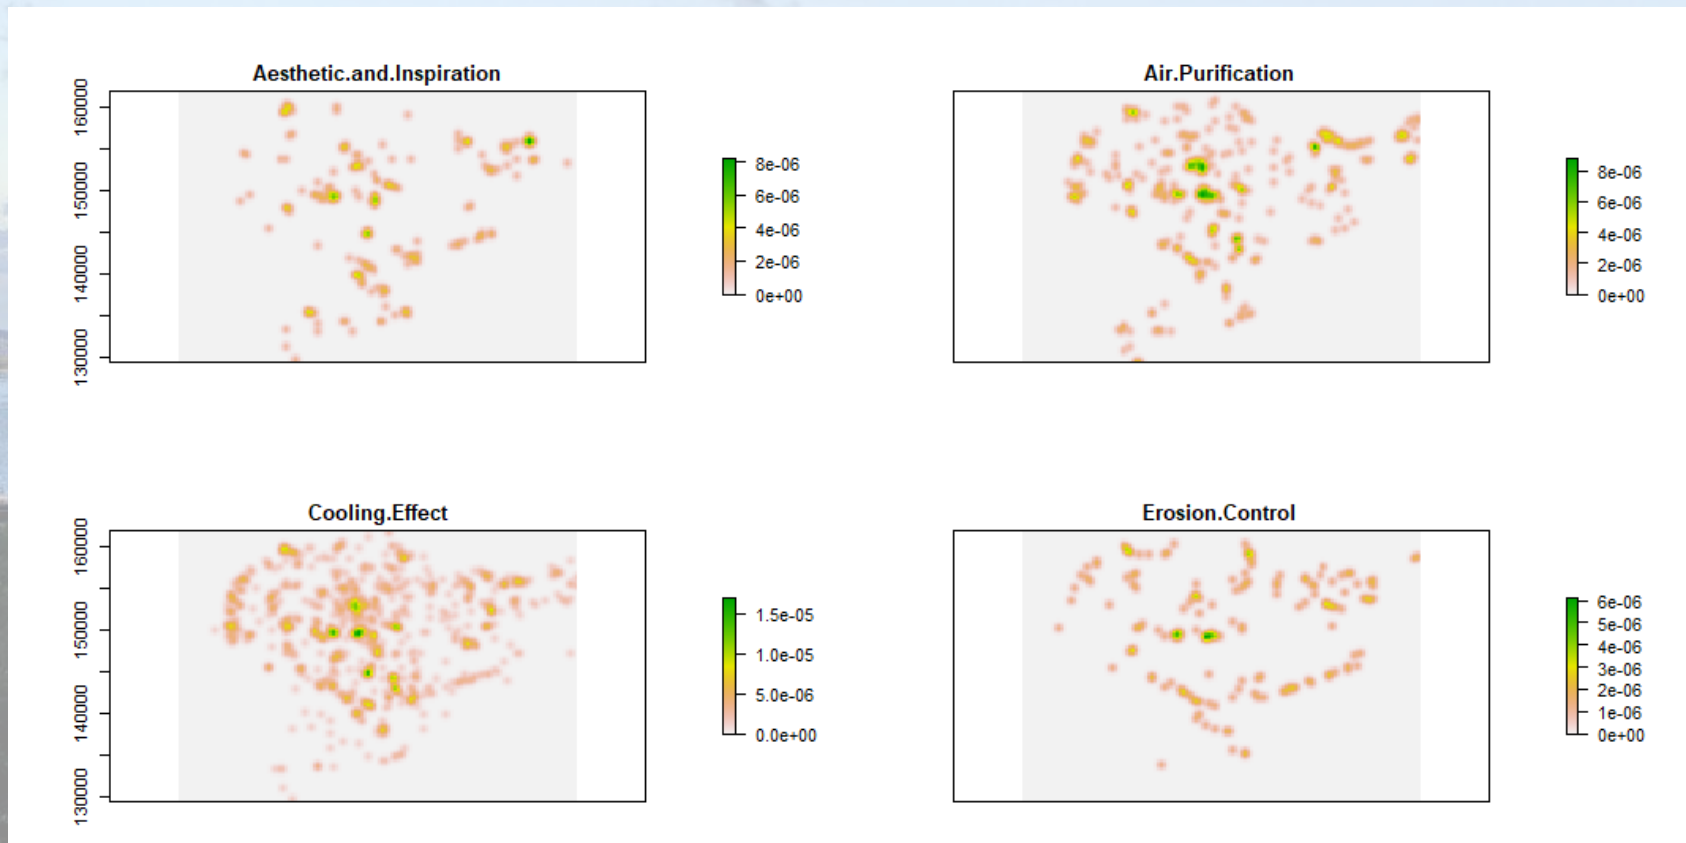 Aesthetic.and.Inspiration
160000
150000
140000
130000
8e-06
6e-06
4e-06
2e-06
0e+00
Air.Purification
8e-06
6e-06
4e-06
2e-06
0e+00
Cooling.Effect
160000
150000
140000
130000
1.5e-05
1.0e-05
5.0e-06
0.0e+00
Erosion.Control
6e-06
5e-06
4e-06
3e-06
2e-06
1e-06
0e+00